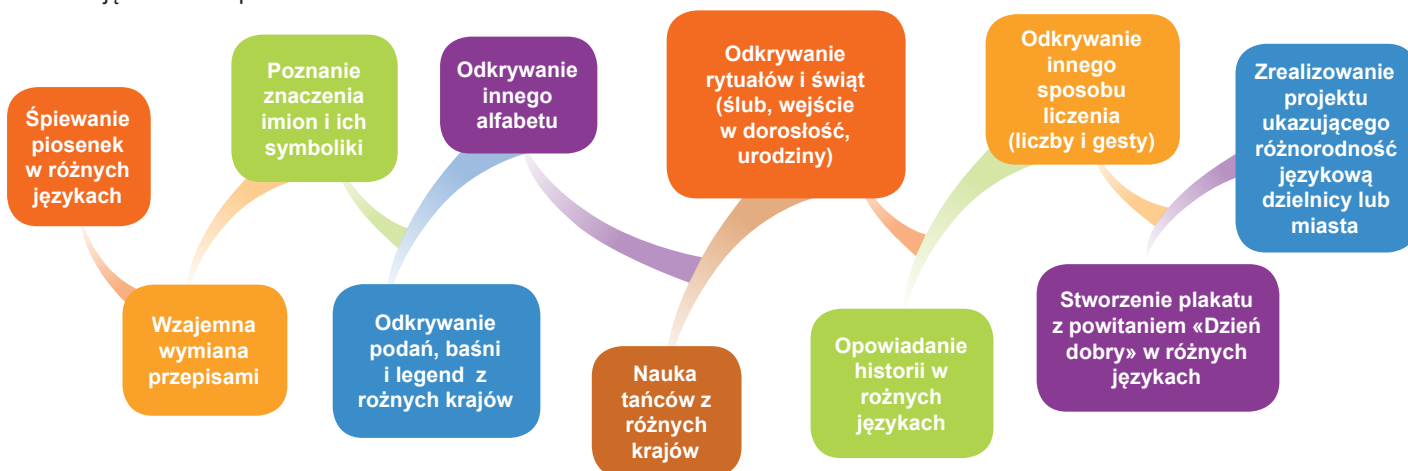 Śpiewanie
piosenek
w różnych
językach
Wzajemna
wymiana
przepisami
Poznanie
znaczenia
imion i ich
symboliki
Odkrywanie
podań, baśni
i legend z
rożnych krajów
Odkrywanie
innego
alfabetu
Nauka
tańców z
różnych
krajów
Odkrywanie
rytuałów i świąt
(ślub, wejście
w dorosłość,
urodziny)
Opowiadanie
historii w
rożnych
językach
Odkrywanie
innego
sposobu
liczenia
(liczby i gesty)
Stworzenie plakatu
z powitaniem «Dzień
dobry» w różnych
językach
Zrealizowanie
projektu
ukazującego
różnorodność
językową
dzielnicy lub
miasta